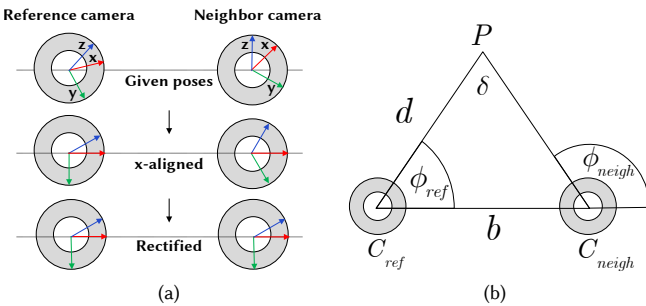 Reference camera
Neighbor camera
z
x
y
z
x
y
Given poses
x-aligned
Rectified
(a)
P
δ
d
ϕref
ϕneigh
b
Cref
Cneigh
(b)